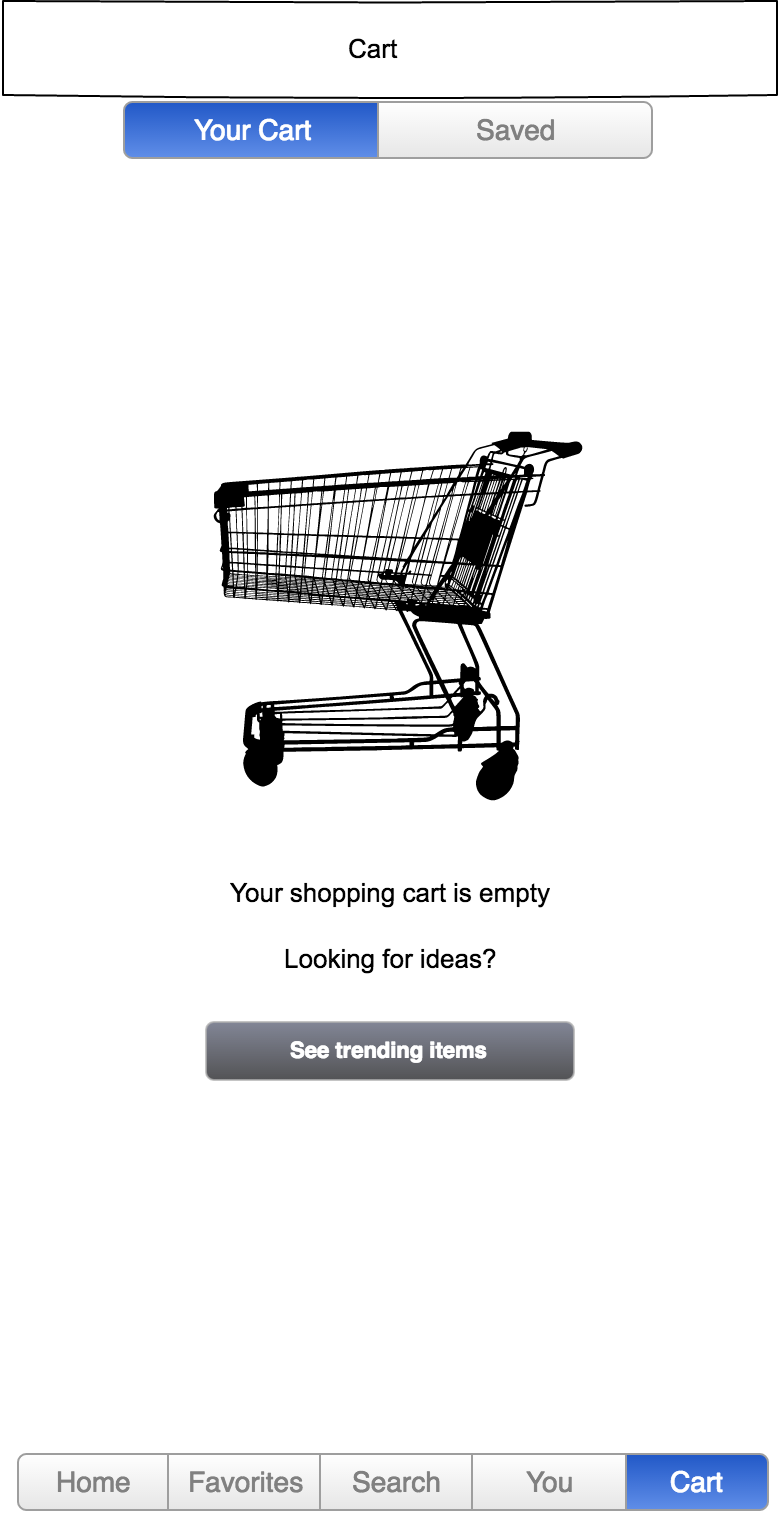 Cart
Your Cart Saved
Your shopping cart is empty
Looking for ideas?
See trending items
Home Favorites Search You Cart